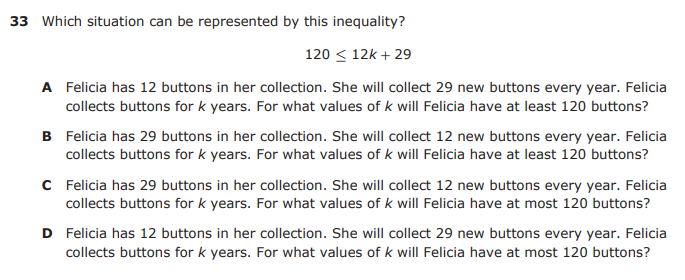 33 Which situation can be represented by this inequality?
120 ≤ 12k + 29
A Felicia has 12 buttons in her collection. She will collect 29 new buttons every year. Felicia
collects buttons for k years. For what values of k will Felicia have at least 120 buttons?
B Felicia has 29 buttons in her collection. She will collect 12 new buttons every year. Felicia
collects buttons for k years. For what values of k will Felicia have at least 120 buttons?
C Felicia has 29 buttons in her collection. She will collect 12 new buttons every year. Felicia
collects buttons for k years. For what values of k will Felicia have at most 120 buttons?
D Felicia has 12 buttons in her collection. She will collect 29 new buttons every year. Felicia
collects buttons for k years. For what values of k will Felicia have at most 120 buttons?